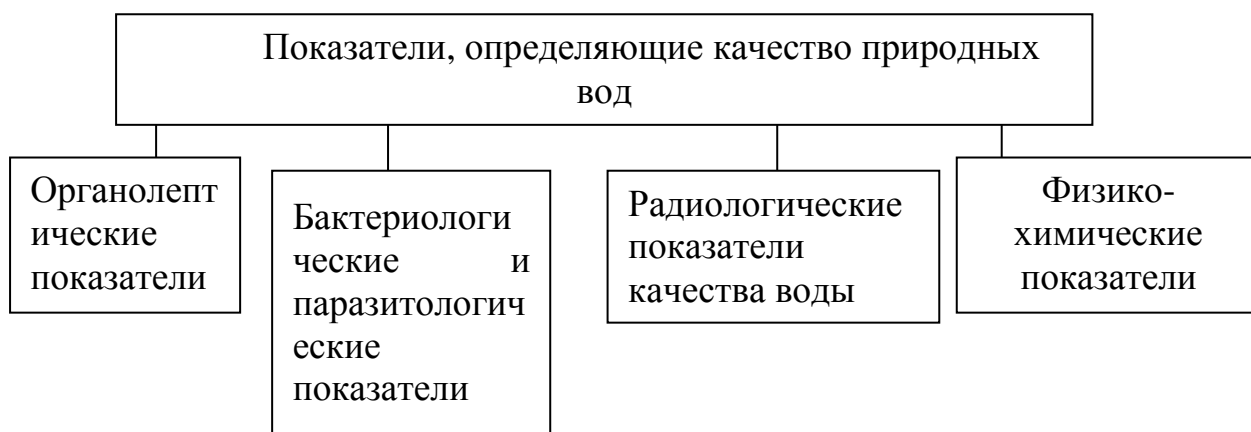 Показатели, определяющие качество природных
вод
Органолепт
ические
показатели
Бактериологи
ческие и
паразитологич
еские
показатели
Радиологические
показатели
качества воды
Физико-
химические
показатели